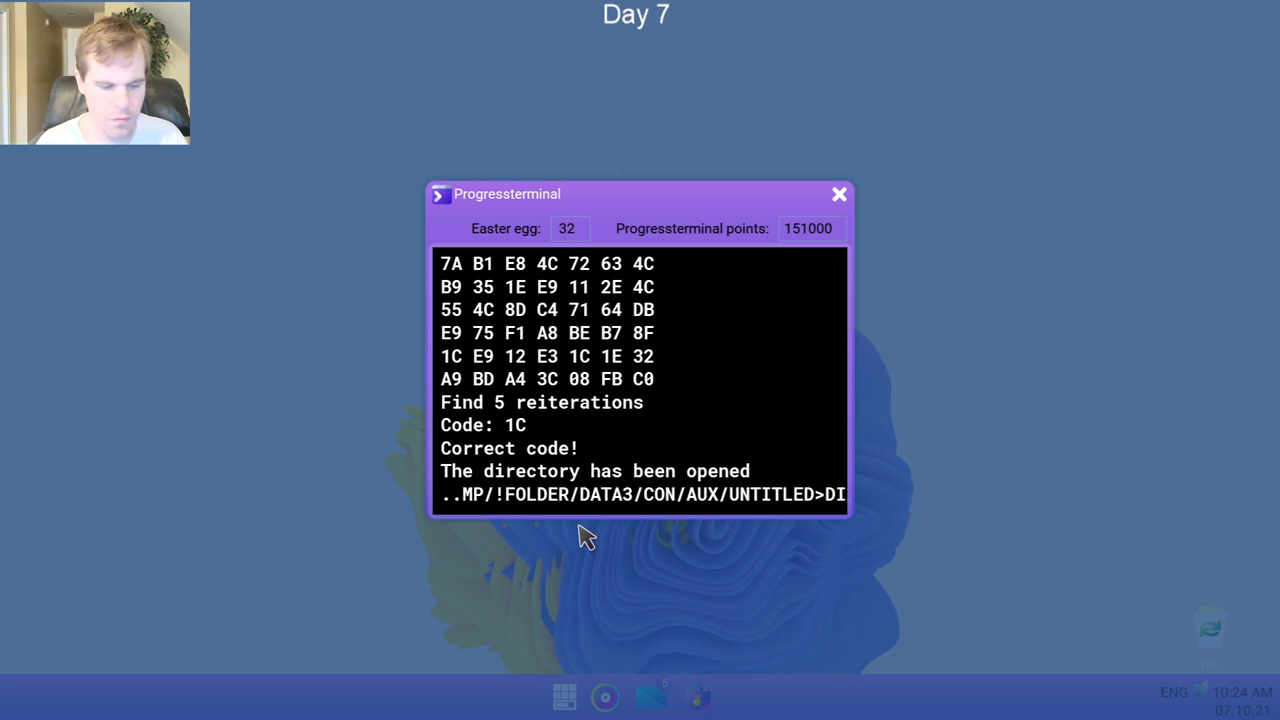 Day 7
Progressterminal
Easter egg: 32 Progressterminal points: 151000
7A B1 E8 4C 72 63 4C
B9 35 1E E9 11 2E 4C
55 4C 8D C4 71 64 DB
E9 75 F1 A8 BE B7 8F
1C E9 12 E3 1C 1E 32
A9 BD A4 3C 08 FB C0
Find 5 reiterations
Code: 1C
Correct code!
The directory has been opened
..MP/!FOLDER/DATA3/CON/AUX/UNTITLED>DI
Bin
5
ENG 10:24 AM
07.10.21